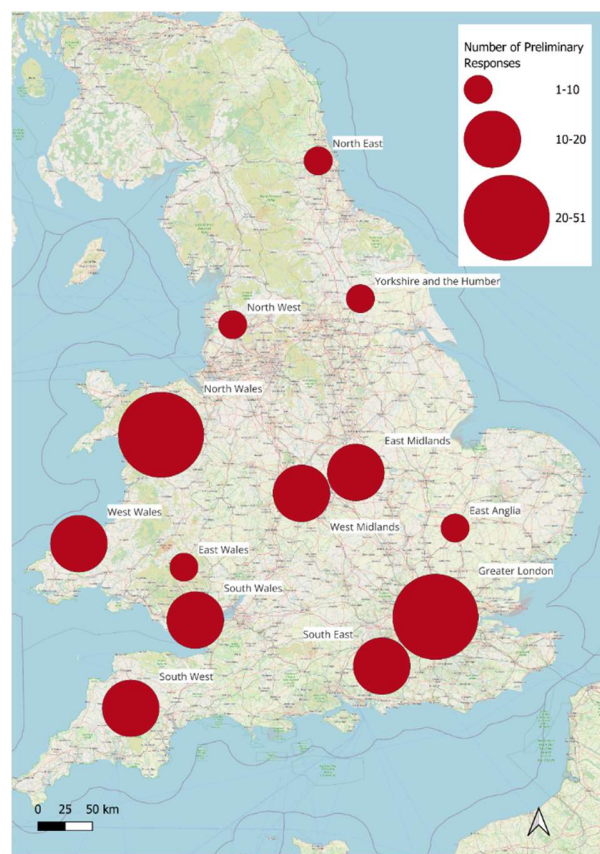 Number of Preliminary
Responses
1-10
10-20
20-51
North East
Yorkshire and the Humber
North West
North Wales
East Midlands
West Wales
East Anglia
West Midlands
East Wales
Greater London
South Wales
South East
South West
0 25 50 km